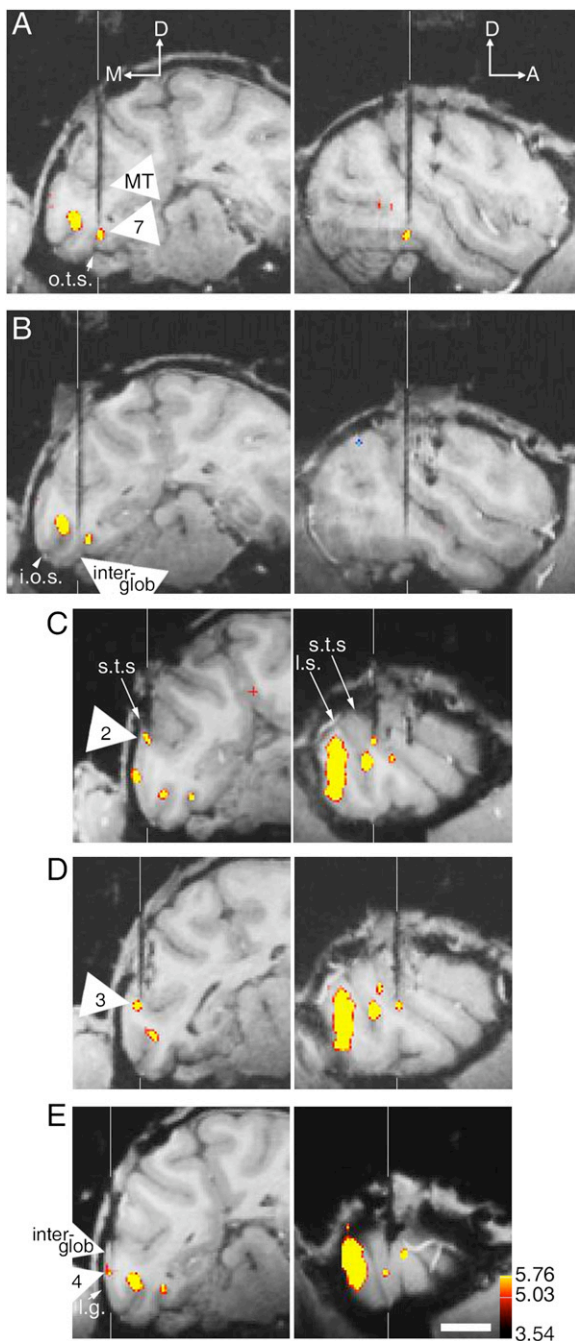 A
D
M
D
A
MT
7
o.t.s.
B
i.o.s.
inter-
glob
C
s.t.s
2
l.s.
s.t.s
D
3
E
inter-
glob
4
l.g.
5.76
5.03
3.54